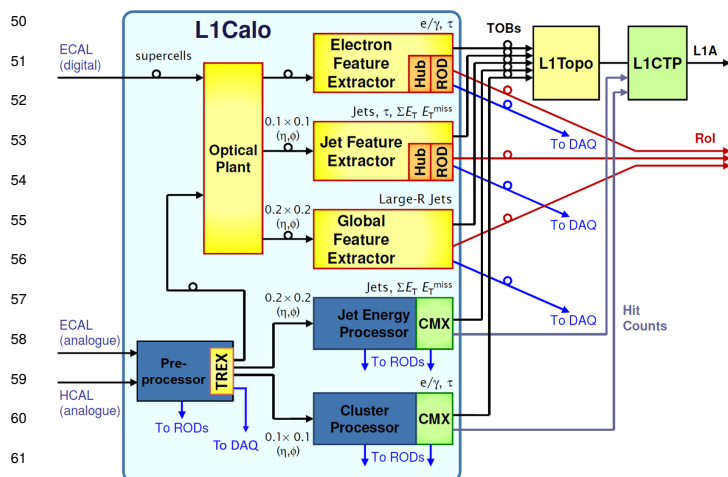 50
51
52
53
54
55
56
57
58
59
60
61
L1Calo
ECAL
(digital)
supercells
Optical
Plant
e/γ, τ
Electron
Feature
Extractor
Hub
ROD
0.1 × 0.1
(η,ϕ)
Jets, τ, ΣE_T E_T^miss
Jet Feature
Extractor
Hub
ROD
0.2 × 0.2
(η,ϕ)
Large-R Jets
Global
Feature
Extractor
TOBs
L1Topo
L1CTP
L1A
To DAQ
RoI
To DAQ
To DAQ
Hit
Counts
ECAL
(analogue)
HCAL
(analogue)
Pre-
processor
TREX
To RODs
To DAQ
0.2 × 0.2
(η,ϕ)
Jets, ΣE_T E_T^miss
Jet Energy
Processor
CMX
To RODs
0.1 × 0.1
(η,ϕ)
e/γ, τ
Cluster
Processor
CMX
To RODs